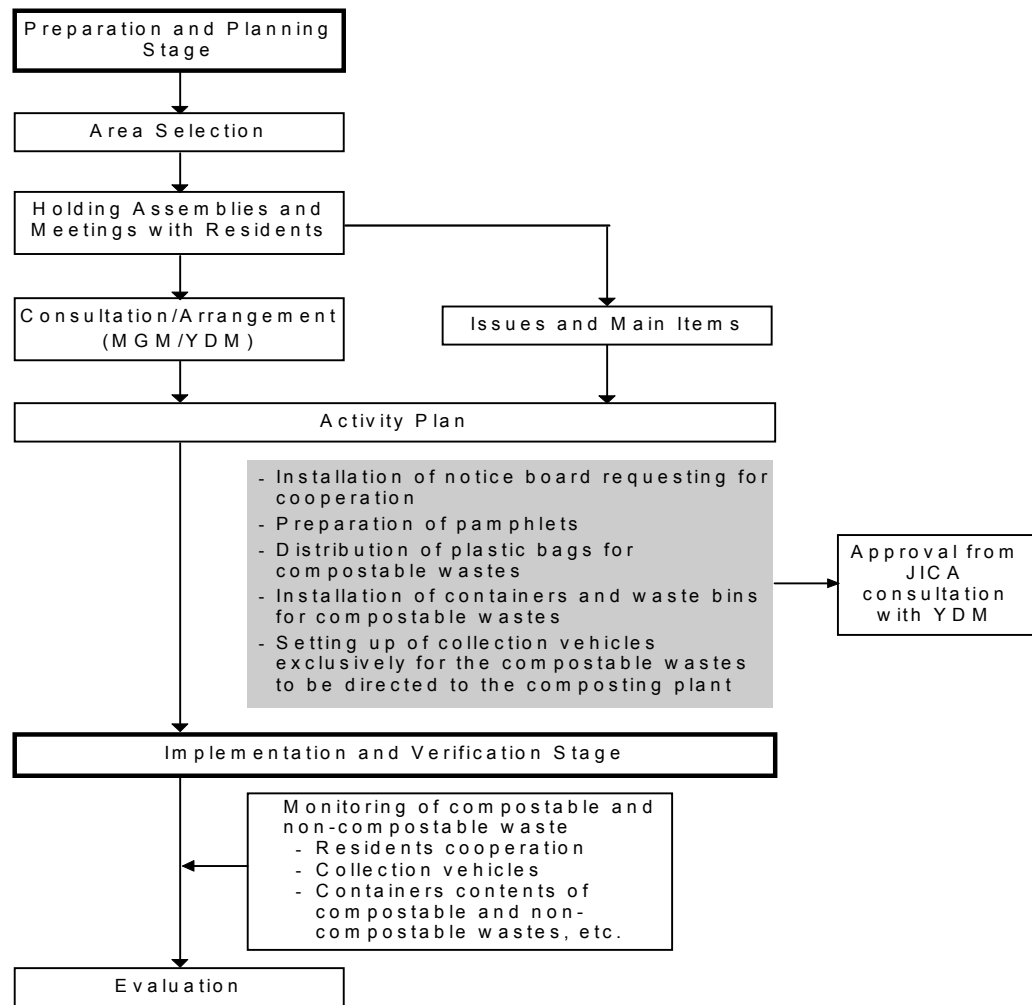 Preparation and Planning
Stage
Area Selection
Holding Assemblies and
Meetings with Residents
Consultation/Arrangement
(MGM/YDM)
Issues and Main Items
Activity Plan
- Installation of notice board requesting for
cooperation
- Preparation of pamphlets
- Distribution of plastic bags for
compostable wastes
- Installation of containers and waste bins
for compostable wastes
- Setting up of collection vehicles
exclusively for the compostable wastes
to be directed to the composting plant
Approval from
JICA
consultation
with YDM
Implementation and Verification Stage
Monitoring of compostable and
non-compostable waste
- Residents cooperation
- Collection vehicles
- Containers contents of
compostable and non-
compostable wastes, etc.
Evaluation